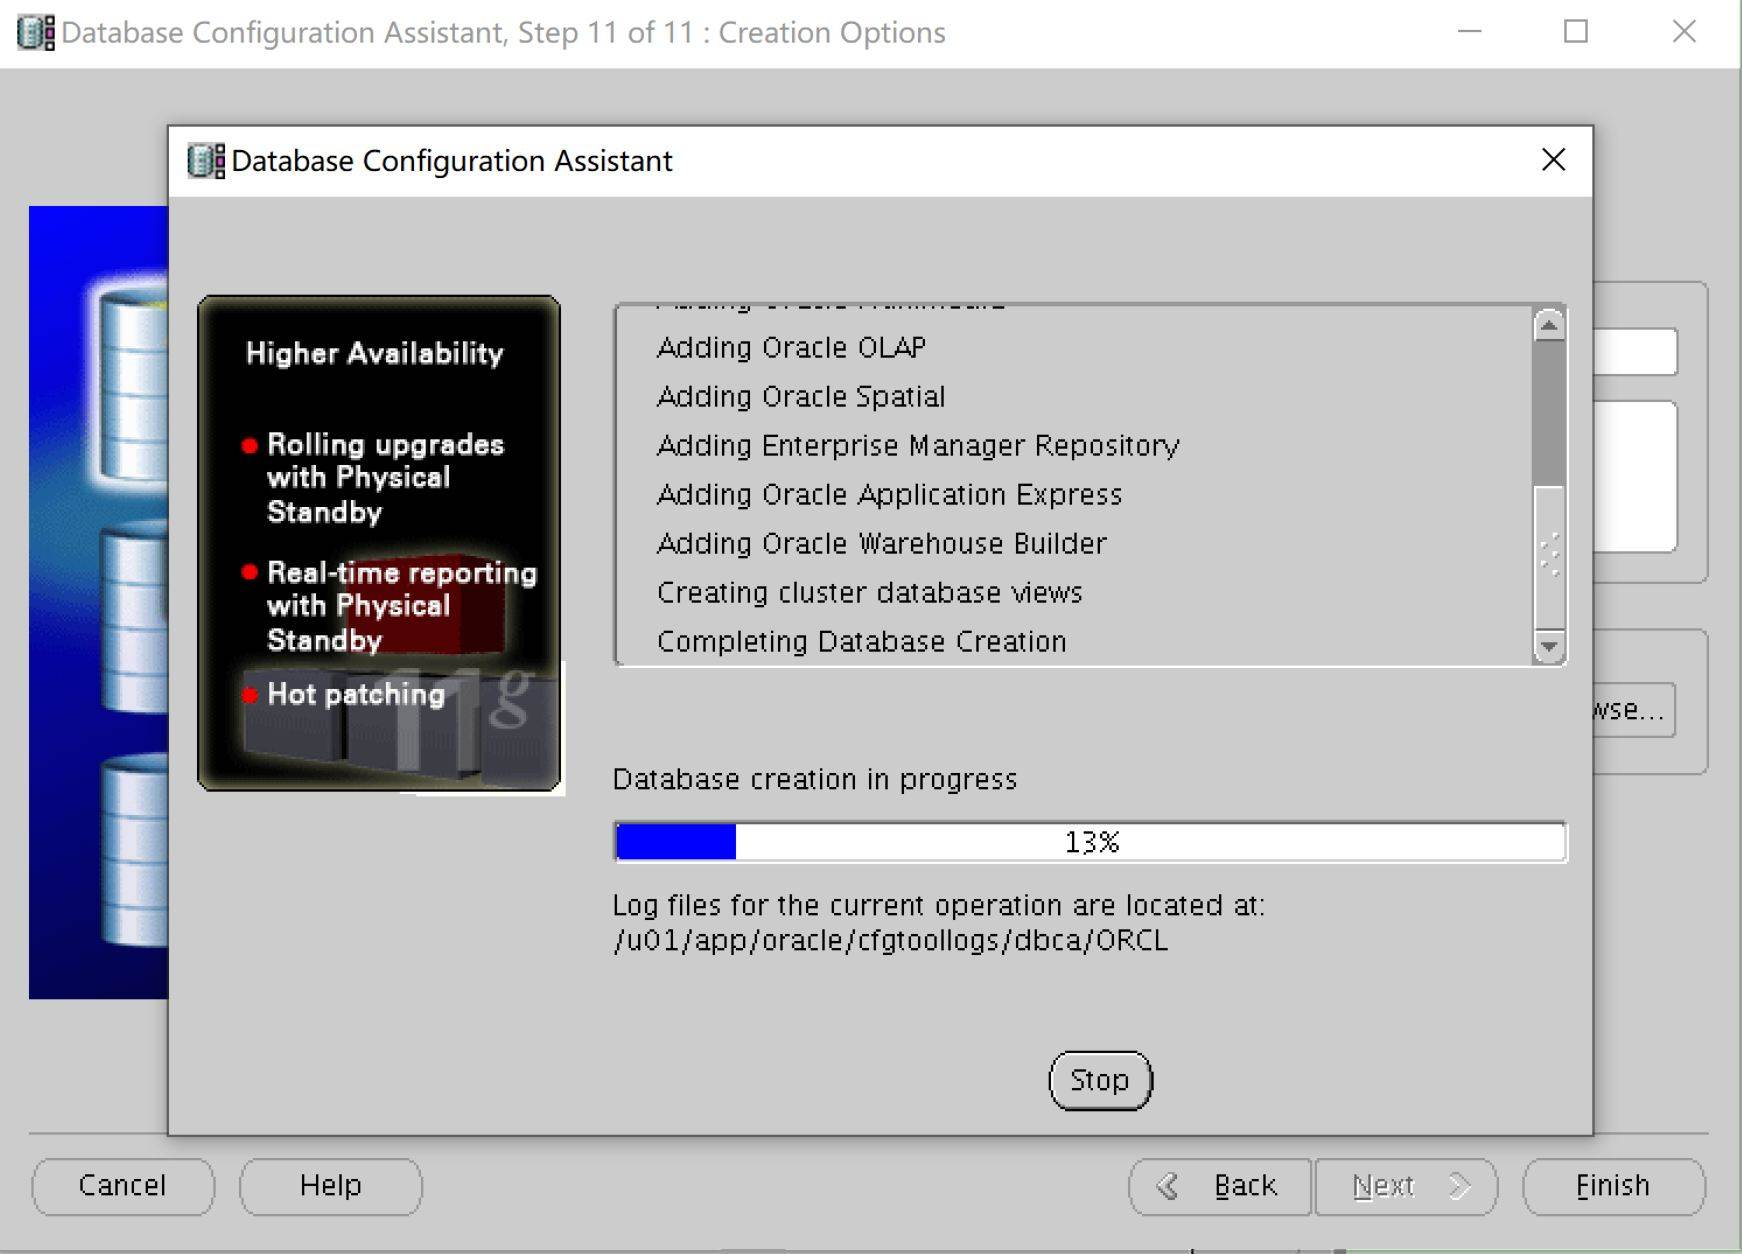 Database Configuration Assistant, Step 11 of 11 : Creation Options
Database Configuration Assistant
Higher Availability
Rolling upgrades
with Physical
Standby
Real-time reporting
with Physical
Standby
Hot patching
11g
Adding Oracle OLAP
Adding Oracle Spatial
Adding Enterprise Manager Repository
Adding Oracle Application Express
Adding Oracle Warehouse Builder
Creating cluster database views
Completing Database Creation
wse...
Database creation in progress
13%
Log files for the current operation are located at:
/u01/app/oracle/cfgtoollogs/dbca/ORCL
Stop
Cancel
Help
Back
Next
Finish